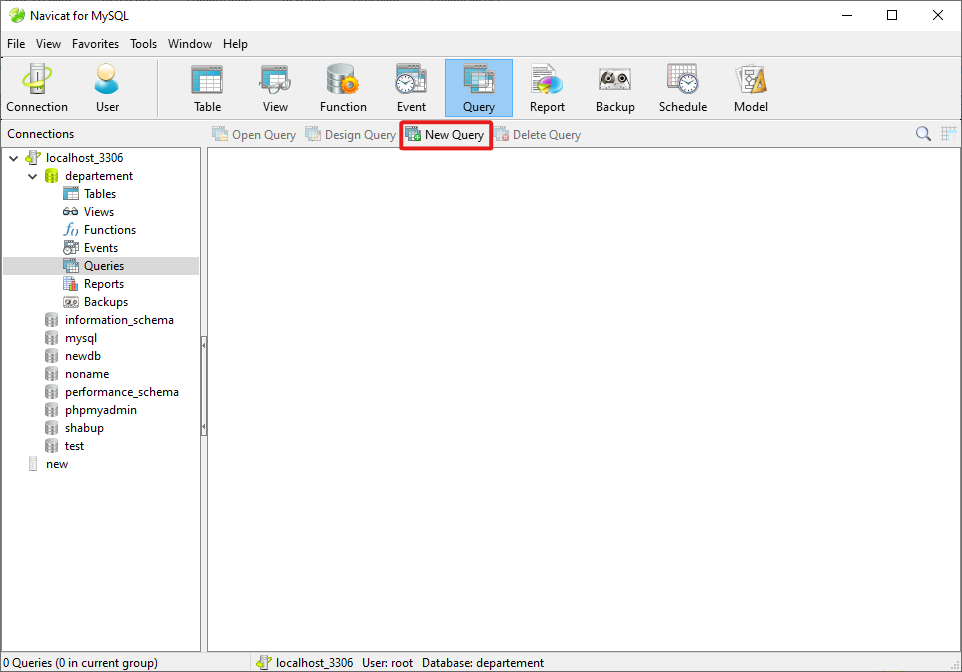 Navicat for MySQL
File View Favorites Tools Window Help
Connection User Table View Function Event Query Report Backup Schedule Model
Connections Open Query Design Query New Query Delete Query
localhost_3306
departement
Tables
Views
Functions
Events
Queries
Reports
Backups
information_schema
mysql
newdb
noname
performance_schema
phpmyadmin
shabup
test
new
0 Queries (0 in current group) localhost_3306 User: root Database: departement